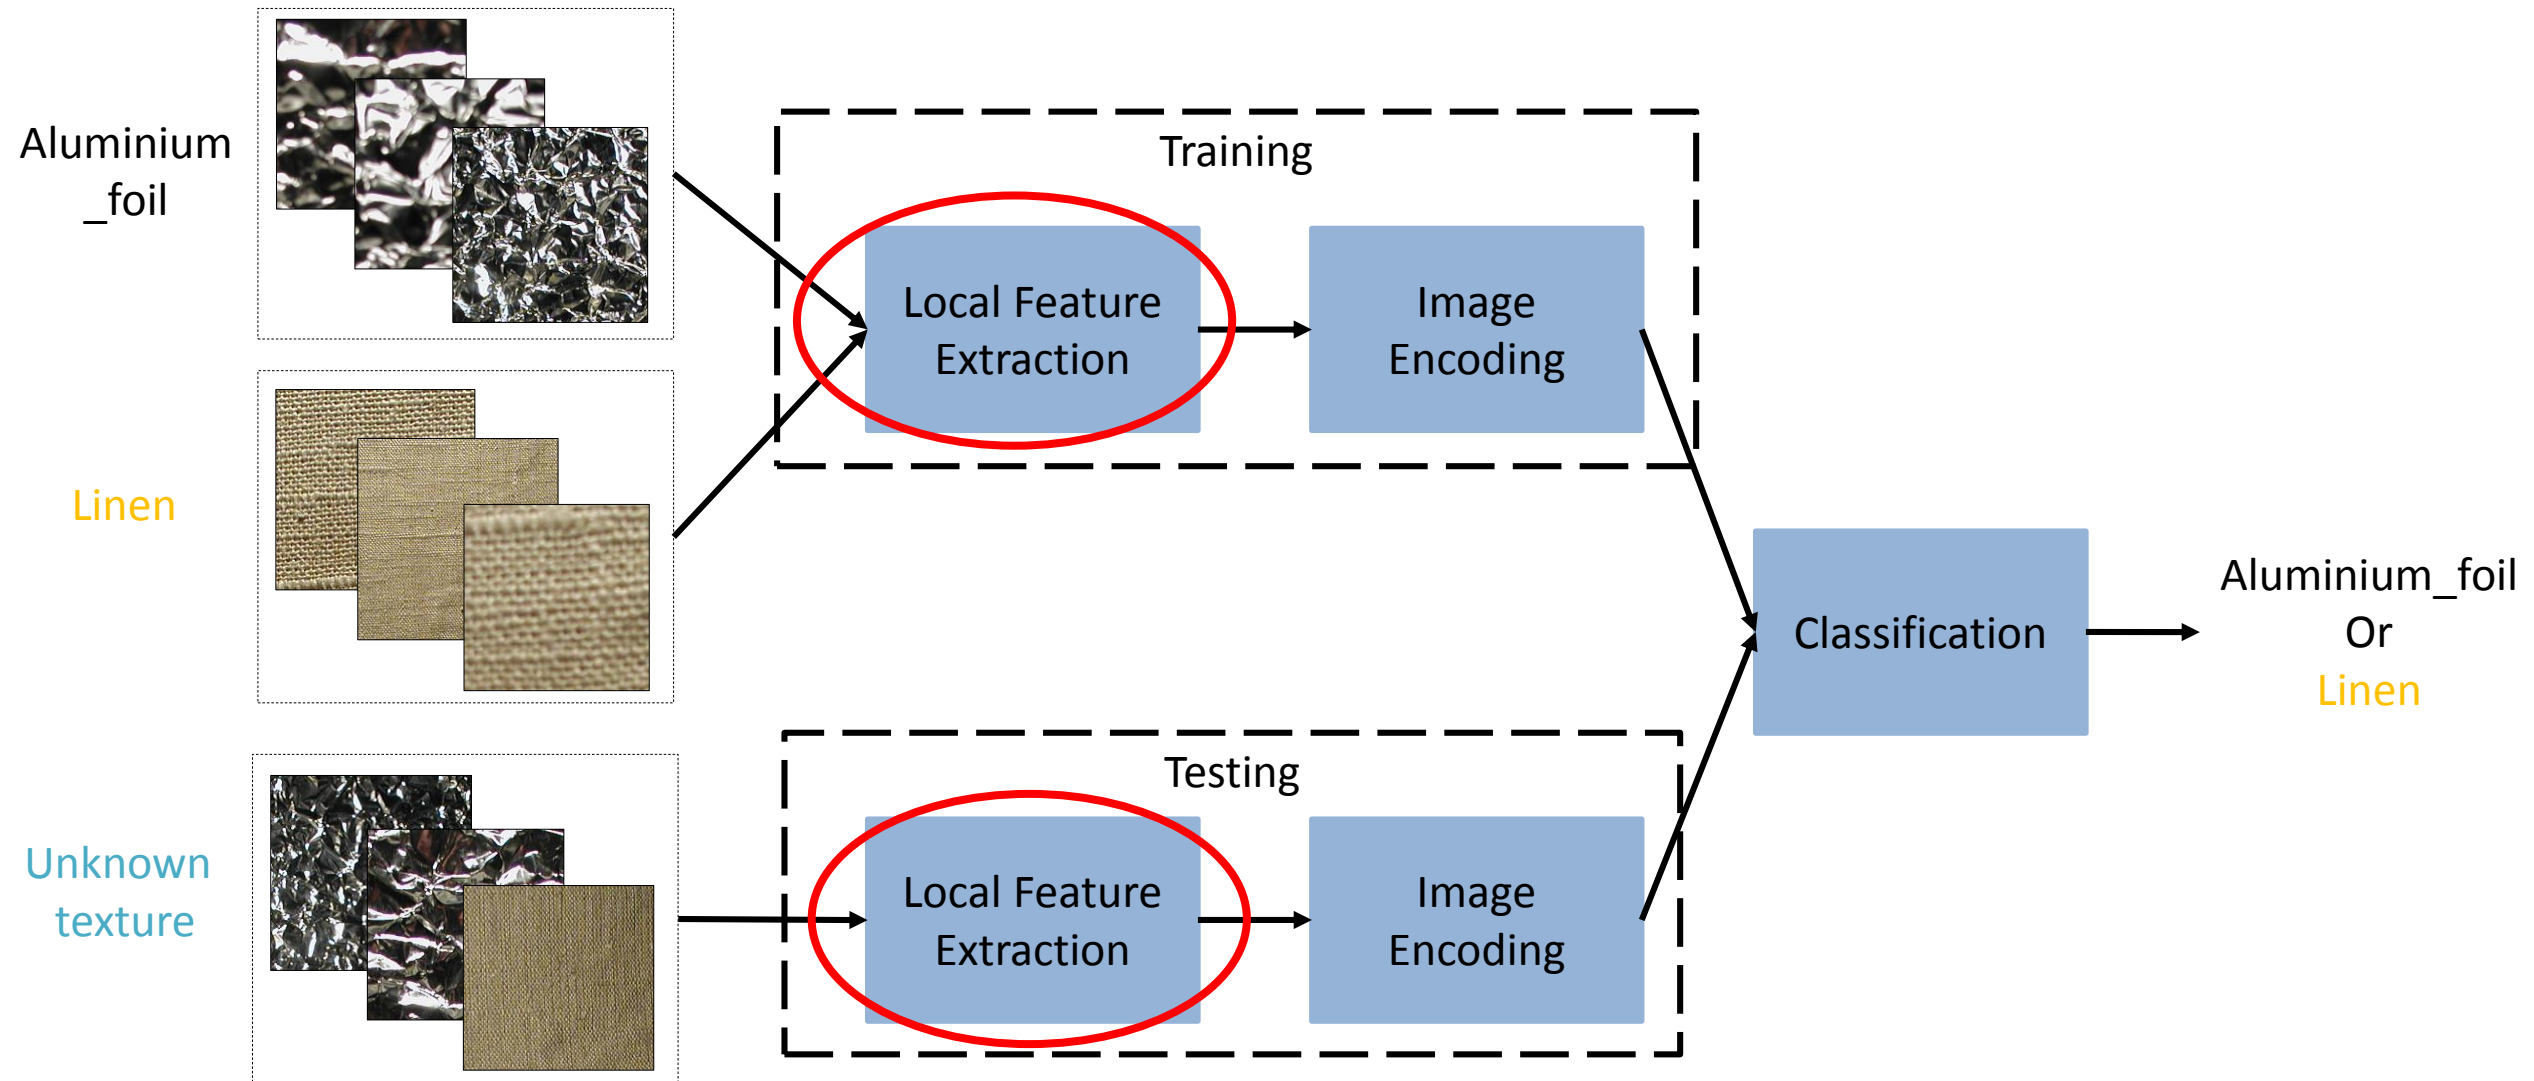 Aluminium
_foil
Training
Local Feature
Extraction
Image
Encoding
Linen
Classification
Aluminium_foil
Or
Linen
Testing
Unknown
texture
Local Feature
Extraction
Image
Encoding